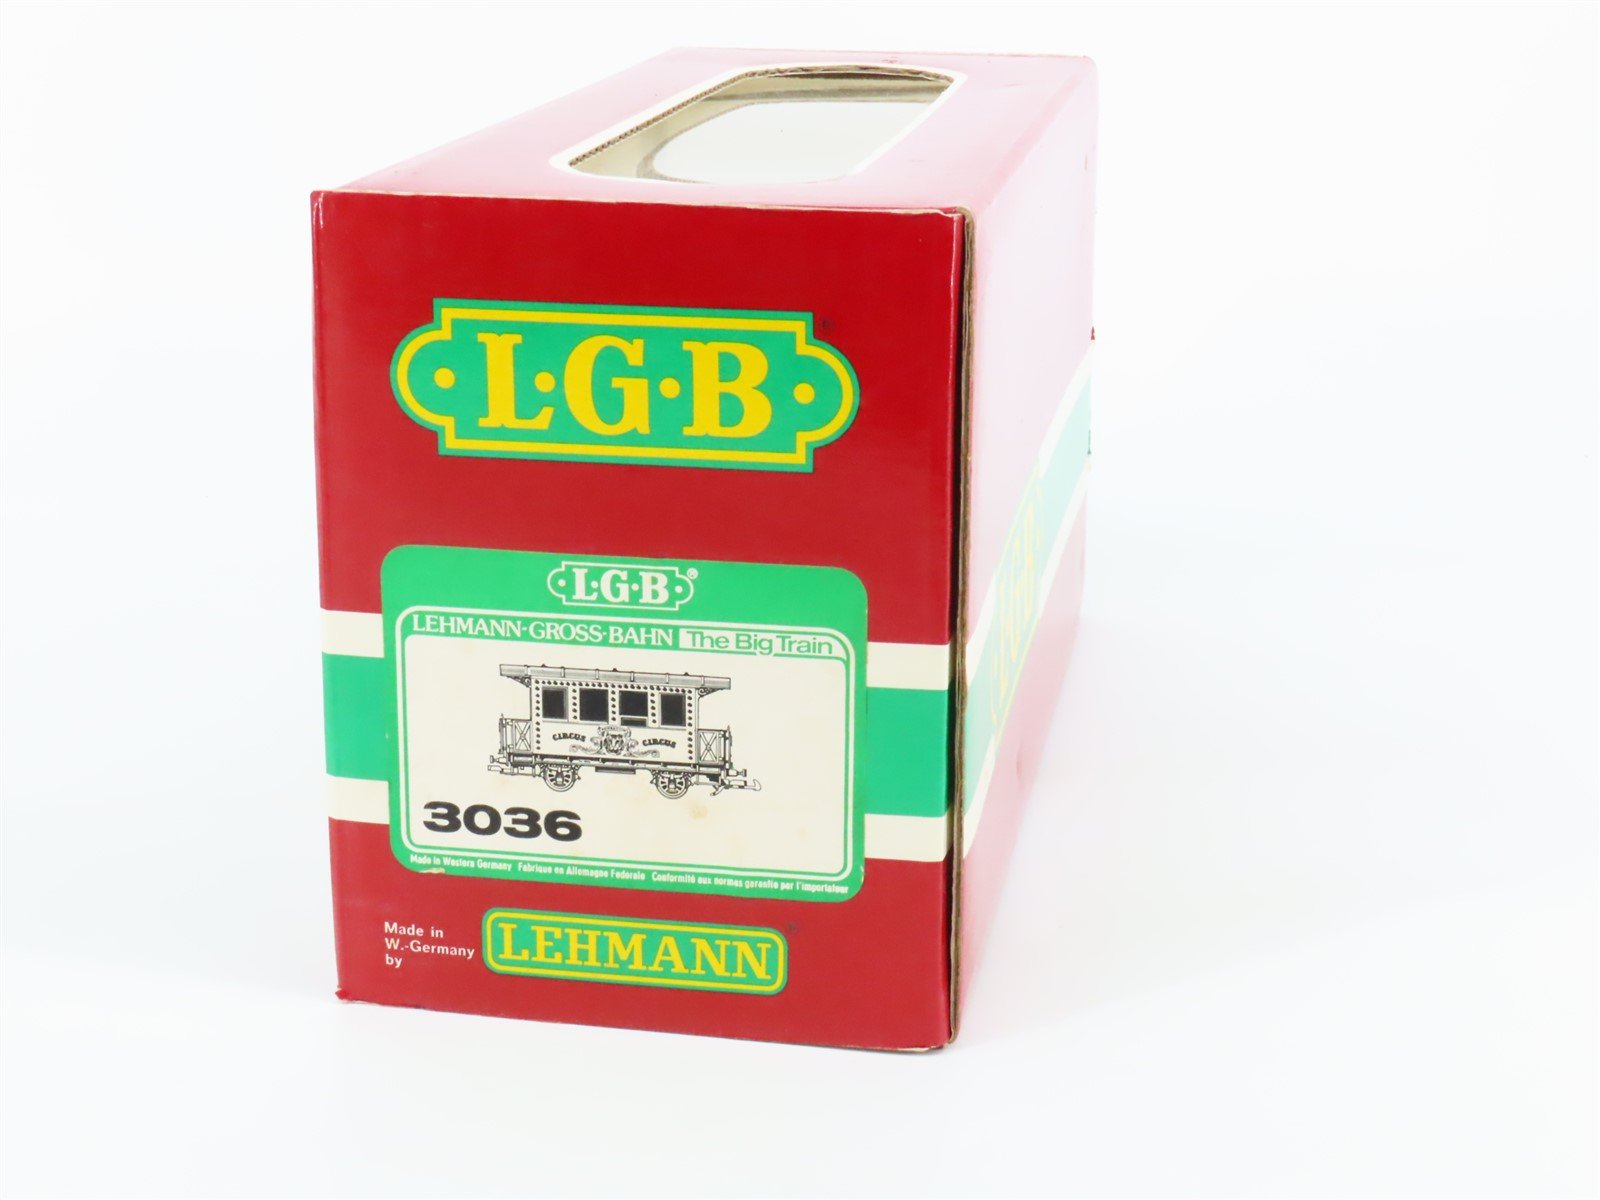 L·G·B
L·G·B®
LEHMANN-GROSS-BAHN The Big Train
CIRCUS CIRCUS
3036
Made in Western Germany Fabrique en Allemagne Federale Conformité aux normes garantie par l'importateur
Made in
W.-Germany
by
LEHMANN
L·G·B